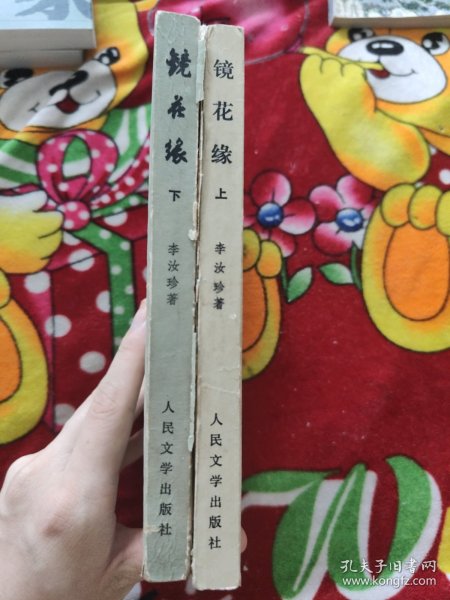 镜花缘
下
李汝珍著
人民文学出版社
镜花缘
上
李汝珍著
人民文学出版社
孔夫子旧书网
www.kongfz.com